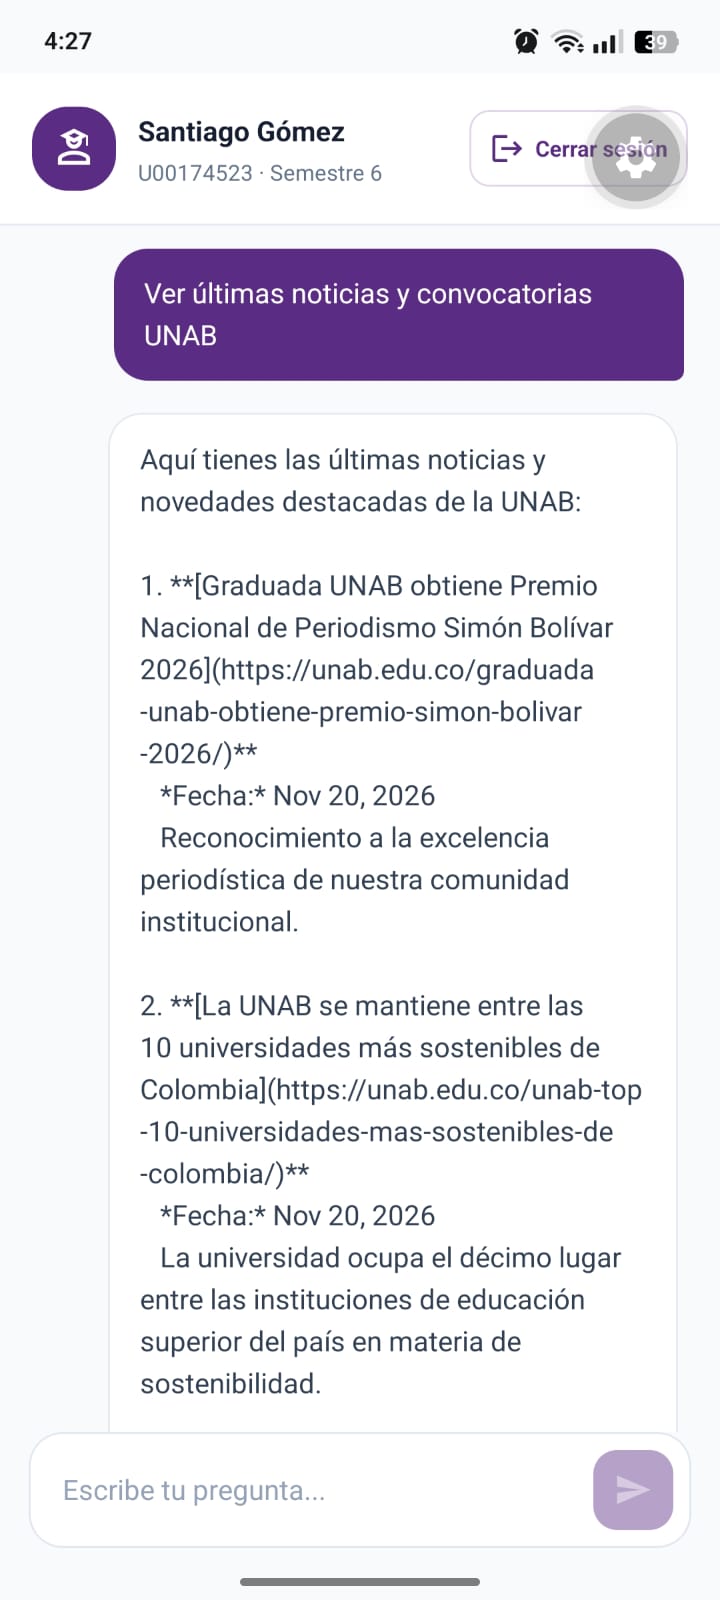 4:27
39
Santiago Gómez
U00174523 · Semestre 6
Cerrar sesión
Ver últimas noticias y convocatorias
UNAB
Aquí tienes las últimas noticias y
novedades destacadas de la UNAB:
1. **[Graduada UNAB obtiene Premio
Nacional de Periodismo Simón Bolívar
2026](https://unab.edu.co/graduada
-unab-obtiene-premio-simon-bolivar
-2026/)**
*Fecha:* Nov 20, 2026
Reconocimiento a la excelencia
periodística de nuestra comunidad
institucional.
2. **[La UNAB se mantiene entre las
10 universidades más sostenibles de
Colombia](https://unab.edu.co/unab-top
-10-universidades-mas-sostenibles-de
-colombia/)**
*Fecha:* Nov 20, 2026
La universidad ocupa el décimo lugar
entre las instituciones de educación
superior del país en materia de
sostenibilidad.
Escribe tu pregunta...